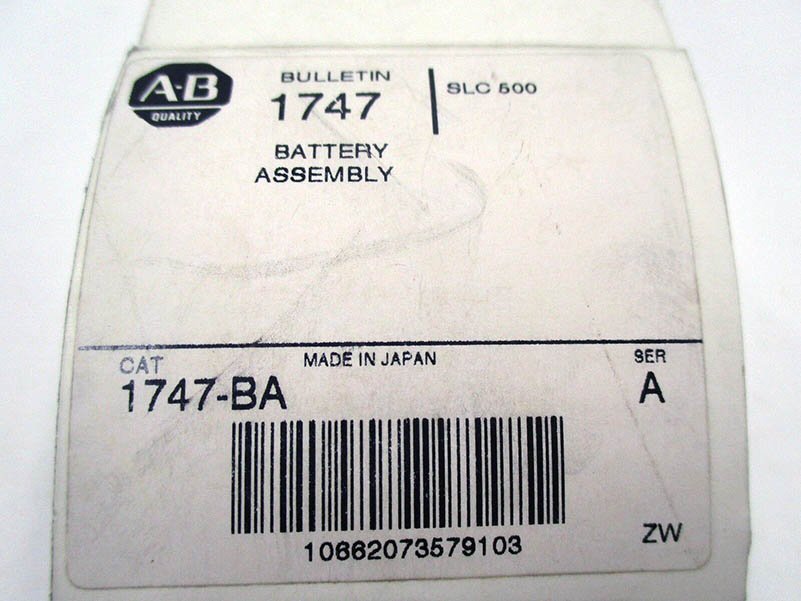 A-B
QUALITY
BULLETIN
1747
SLC 500
BATTERY
ASSEMBLY
CAT
MADE IN JAPAN
SER
1747-BA
A
10662073579103
ZW